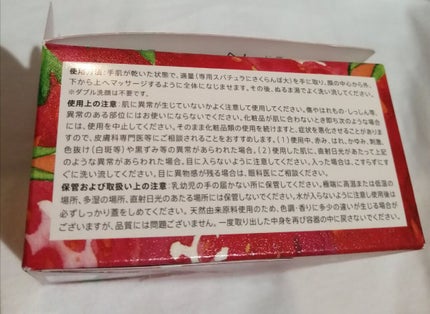 使用方法:手肌が乾いた状態で、適量(専用スパチュラにさくらんぼ大)を手に取り、顔の中心から外、
下から上へマッサージするように全体になじませます。その後、ぬるま湯でよく洗い流してください。
※ダブル洗顔は不要です。
使用上の注意:肌に異常が生じていないかよく注意して使用してください。傷やはれもの・しっしん等、
異常のある部位にはお使いにならないでください。化粧品が肌に合わないとき即ち次のような場合
には、使用を中止してください。そのまま化粧品類の使用を続けますと、症状を悪化させることがありま
すので、皮膚科専門医等にご相談されることをおすすめします。(1)使用中、赤み、はれ、かゆみ、刺激、
色抜け(白斑等)や黒ずみ等の異常があらわれた場合。(2)使用した肌に、直射日光があたって上記
のような異常があらわれた場合。目に入らないように注意してください。入った場合は、こすらずにす
ぐに洗い流してください。目に異物感が残る場合は、眼科医にご相談ください。
保管および取扱い上の注意:乳幼児の手の届かない所に保管してください。極端に高温または低温の
場所、多湿の場所、直射日光のあたる場所には保管しないでください。水が入らないように注意し使用後は
必ずしっかり蓋をしめてください。天然由来原料使用のため、色調・香りに多少の違いが生じる場合が
ございますが、品質には問題ございません。一度取り出した中身を再び容器の中に戻さないでください。